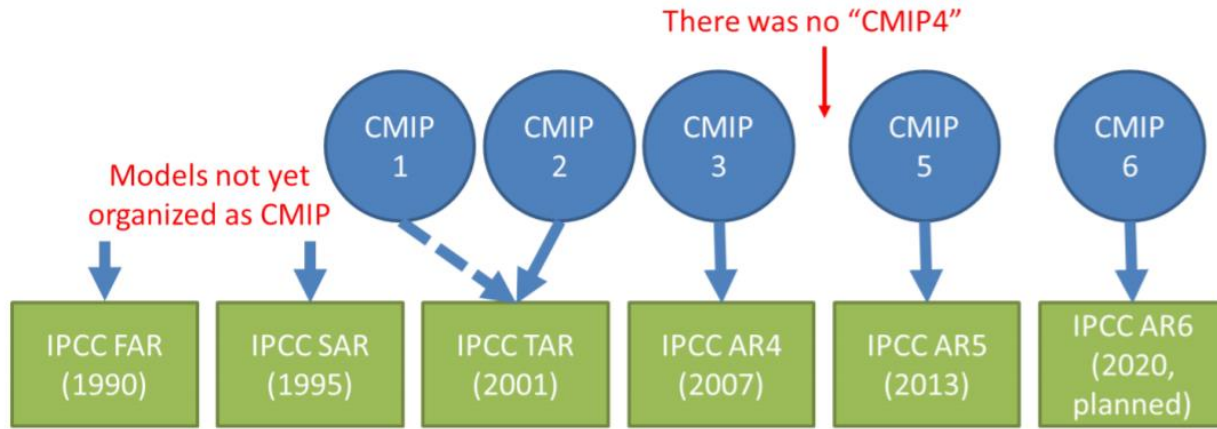 There was no “CMIP4”
CMIP
1
CMIP
2
CMIP
3
CMIP
5
CMIP
6
Models not yet
organized as CMIP
IPCC FAR
(1990)
IPCC SAR
(1995)
IPCC TAR
(2001)
IPCC AR4
(2007)
IPCC AR5
(2013)
IPCC AR6
(2020,
planned)